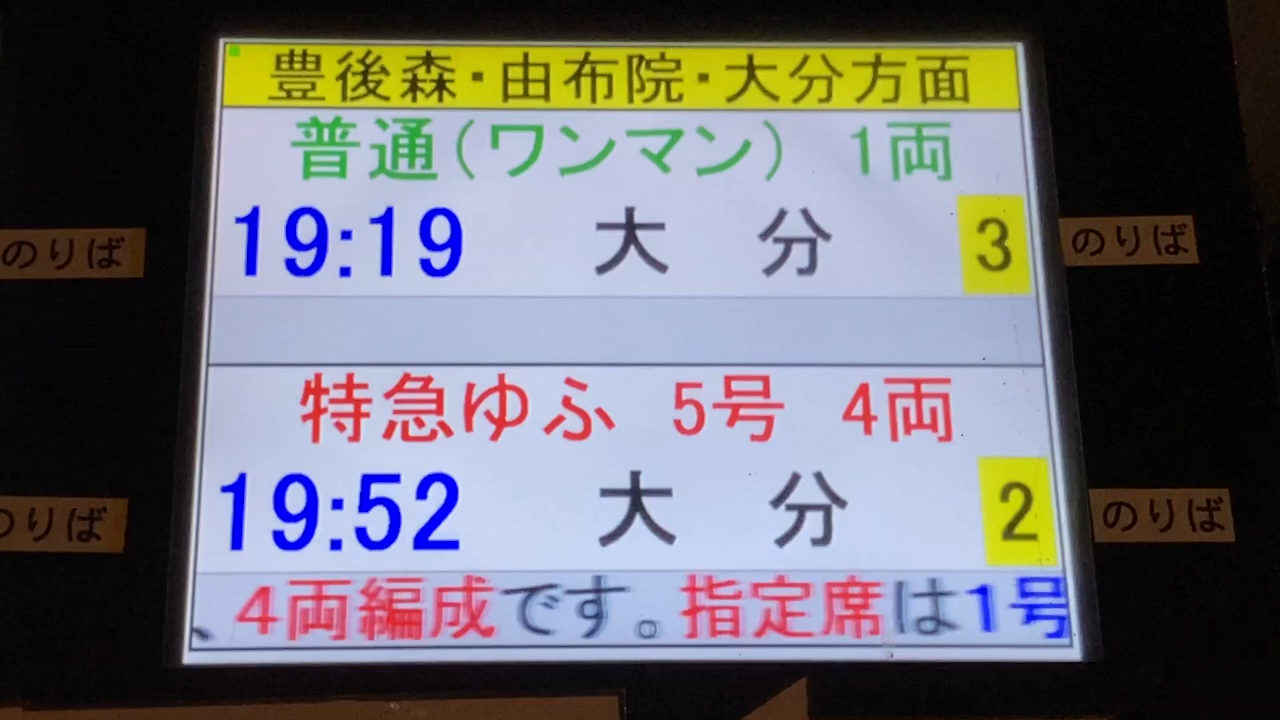 豊後森・由布院・大分方面
普通(ワンマン) 1両
19:19 大分 3
のりば
のりば
特急ゆふ 5号 4両
19:52 大分 2
のりば
のりば
、4両編成です。指定席は1号